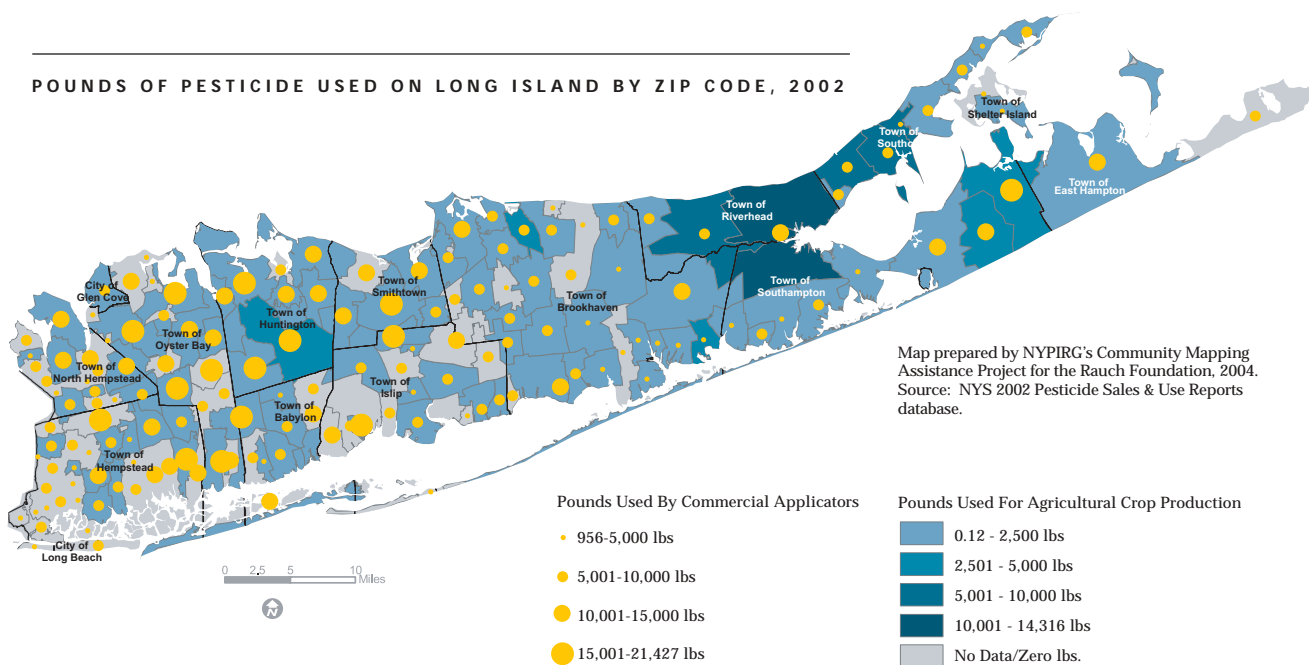 POUNDS OF PESTICIDE USED ON LONG ISLAND BY ZIP CODE, 2002
Town of
Shelter Island
Town of
Southo
Town of
East Hampton
Town of
Riverhead
Town of
Southampton
City of
Glen Cove
Town of
Smithtown
Town of
Brookhaven
Town of
Huntington
Town of
Oyster Bay
Town of
North Hempstead
Town of
Islip
Town of
Babylon
Town of
Hempstead
City of
Long Beach
Map prepared by NYPIRG's Community Mapping
Assistance Project for the Rauch Foundation, 2004.
Source: NYS 2002 Pesticide Sales & Use Reports
database.
0 2.5 5 10
Miles
N
Pounds Used By Commercial Applicators
956-5,000 lbs
5,001-10,000 lbs
10,001-15,000 lbs
15,001-21,427 lbs
Pounds Used For Agricultural Crop Production
0.12 - 2,500 lbs
2,501 - 5,000 lbs
5,001 - 10,000 lbs
10,001 - 14,316 lbs
No Data/Zero lbs.